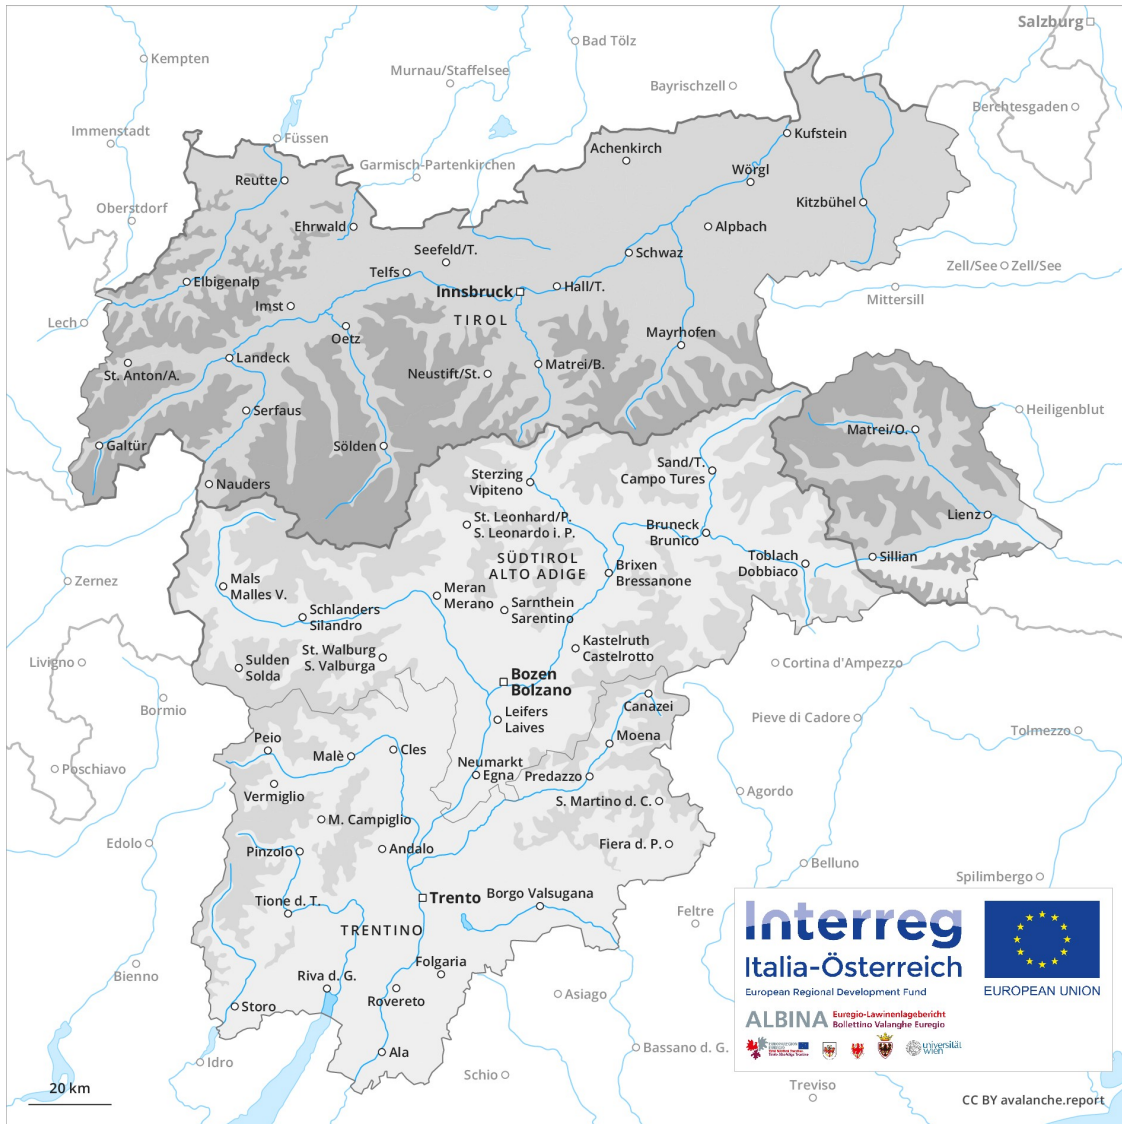 Salzburg
Bad Tölz
Kempten
Murnau/Staffelsee
Bayrischzell
Berchtesgaden
Immenstadt
Füssen
Kufstein
Achenkirch
Garmisch-Partenkirchen
Wörgl
Reutte
Kitzbühel
Oberstdorf
Ehrwald
Alpbach
Seefeld/T.
Schwaz
Telfs
Zell/See
Zell/See
Elbigenalp
Hall/T.
Innsbruck
Mittersill
Imst
TIROL
Lech
Oetz
Mayrhofen
Landeck
Matrei/B.
St. Anton/A.
Neustift/St.
Serfaus
Heiligenblut
Matrei/O.
Galtür
Sölden
Sand/T.
Campo Tures
Sterzing
Vipiteno
Nauders
Lienz
St. Leonhard/P.
S. Leonardo i. P.
Bruneck
Brunico
SÜDTIROL
ALTO ADIGE
Toblach
Dobbiaco
Sillian
Brixen
Bressanone
Zernez
Mals
Malles V.
Meran
Merano
Sarnthein
Sarentino
Schlanders
Silandro
Kastelruth
Castelrotto
St. Walburg
S. Valburga
Livigno
Sulden
Solda
Cortina d'Ampezzo
Bozen
Bolzano
Bormio
Canazei
Leifers
Laives
Pieve di Cadore
Tolmezzo
Peio
Moena
Malè
Cles
Neumarkt
Egna
Predazzo
Poschiavo
Vermiglio
Agordo
S. Martino d. C.
M. Campiglio
Edolo
Pinzolo
Andalo
Fiera d. P.
Belluno
Spilimbergo
Tione d. T.
Trento
Borgo Valsugana
Feltre
TRENTINO
Folgaria
Bienno
Riva d. G.
Rovereto
Asiago
Storo
Ala
Idro
Bassano d. G.
Schio
Treviso
20 km
Interreg
Italia-Österreich
European Regional Development Fund
EUROPEAN UNION
ALBINA
Euregio-Lawinenlagebericht
Bollettino Valanghe Euregio
universität
wien
CC BY avalanche.report